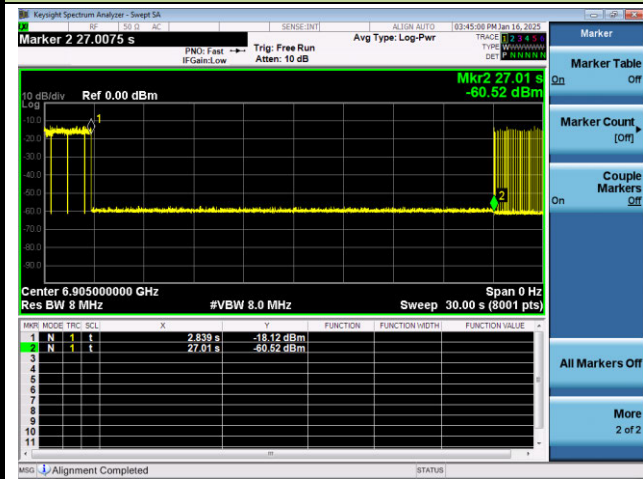 Keysight Spectrum Analyzer - Swept SA
RF 50 Ω AC SENSE:INT ALIGN AUTO 03:45:00 PM Jan 16, 2025
Marker 2 27.0075 s
PNO: Fast
IFGain:Low
Trig: Free Run
Atten: 10 dB
Avg Type: Log-Pwr
TRACE 1 2 3 4 5 6
TYPE WWWWWW
DET P NNNNN
Marker
Mkr2 27.01 s
-60.52 dBm
10 dB/div Ref 0.00 dBm
Log
-10.0
-20.0
-30.0
-40.0
-50.0
-60.0
-70.0
-80.0
-90.0
1
2
Center 6.905000000 GHz Span 0 Hz
Res BW 8 MHz #VBW 8.0 MHz Sweep 30.00 s (8001 pts)
MKR MODE TRC SCL X Y FUNCTION FUNCTION WIDTH FUNCTION VALUE
1 N 1 t 2.839 s -18.12 dBm
2 N 1 t 27.01 s -60.52 dBm
3
4
5
6
7
8
9
10
11
MSG Alignment Completed STATUS
Marker Table
On Off
Marker Count
[Off]
Couple
Markers
On Off
All Markers Off
More
2 of 2